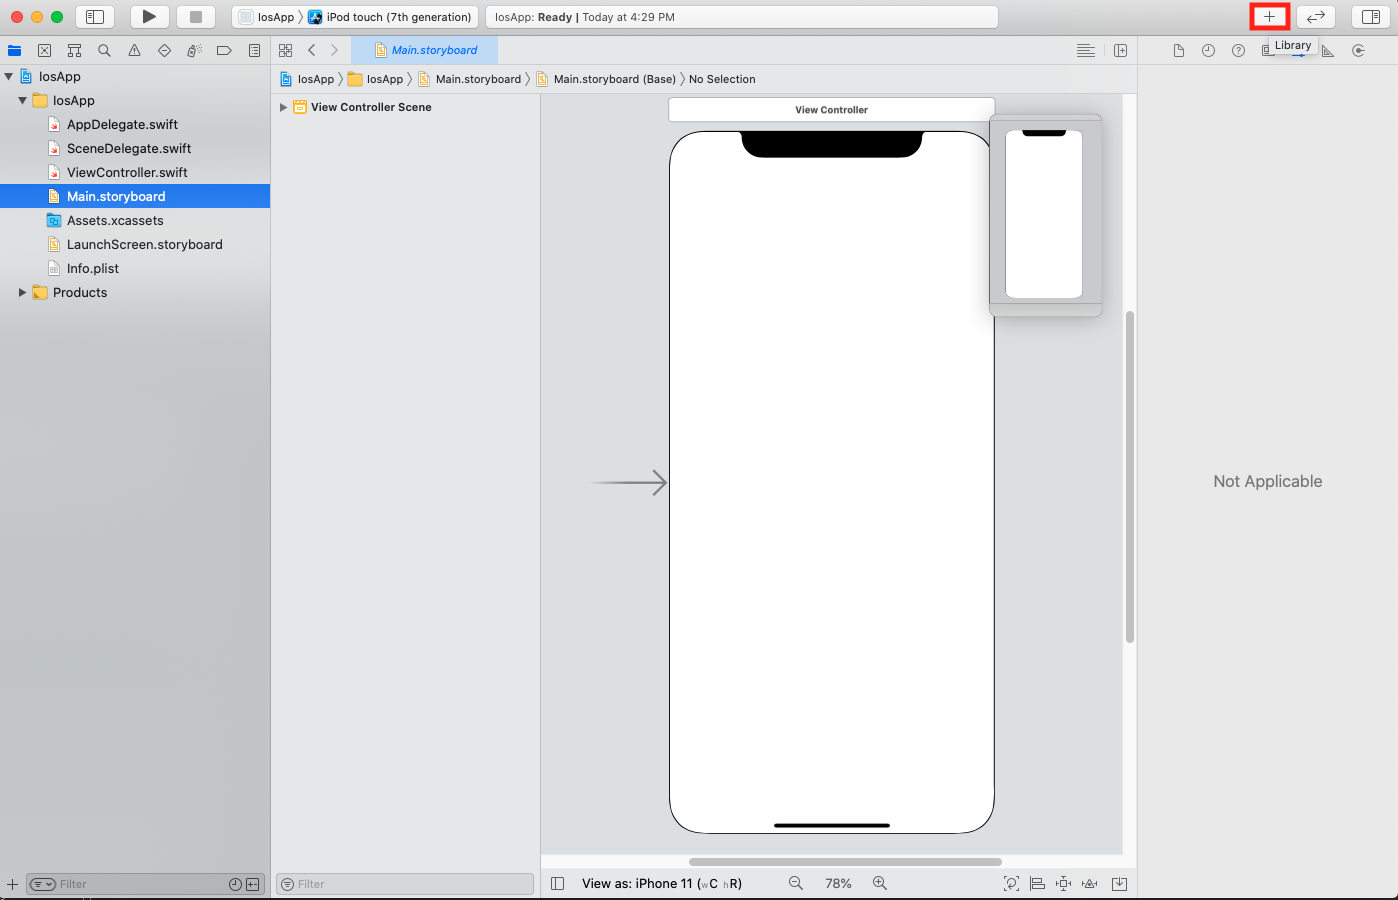 IosApp 〉 iPod touch (7th generation)
IosApp: Ready | Today at 4:29 PM
Library
Main.storyboard
IosApp
IosApp 〉 IosApp 〉 Main.storyboard 〉 Main.storyboard (Base) 〉 No Selection
IosApp
AppDelegate.swift
SceneDelegate.swift
ViewController.swift
Main.storyboard
Assets.xcassets
LaunchScreen.storyboard
Info.plist
Products
View Controller Scene
View Controller
Not Applicable
Filter
Filter
View as: iPhone 11 (wC hR)
78%